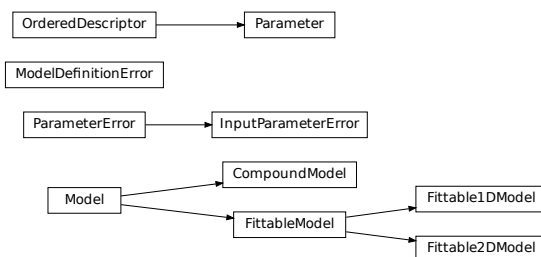 OrderedDescriptor
Parameter
ModelDefinitionError
ParameterError
InputParameterError
CompoundModel
Model
Fittable1DModel
FittableModel
Fittable2DModel